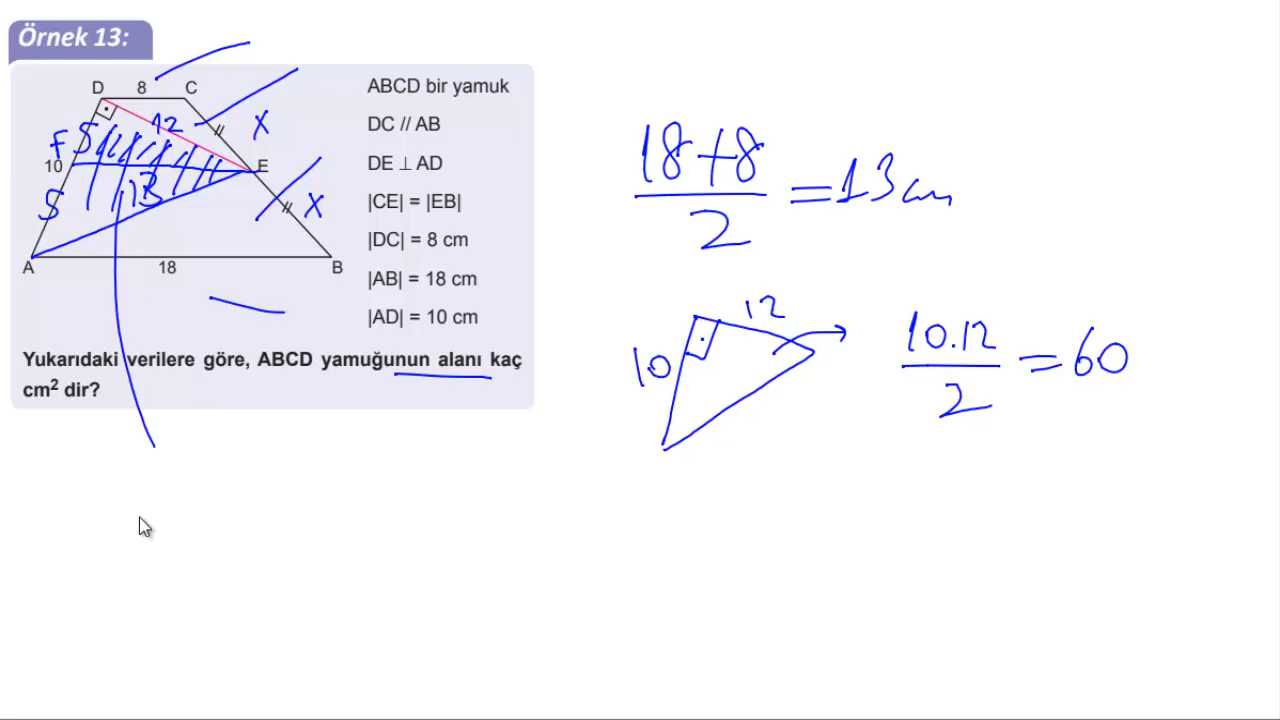 Örnek 13:
D 8 C
F 5 12 x
10 E
5 13 x
A 18 B
ABCD bir yamuk
DC // AB
DE ⊥ AD
|CE| = |EB|
|DC| = 8 cm
|AB| = 18 cm
|AD| = 10 cm
Yukarıdaki verilere göre, ABCD yamuğunun alanı kaç
cm² dir?
18+8
2
=13 cm
12
10
10.12
2
=60